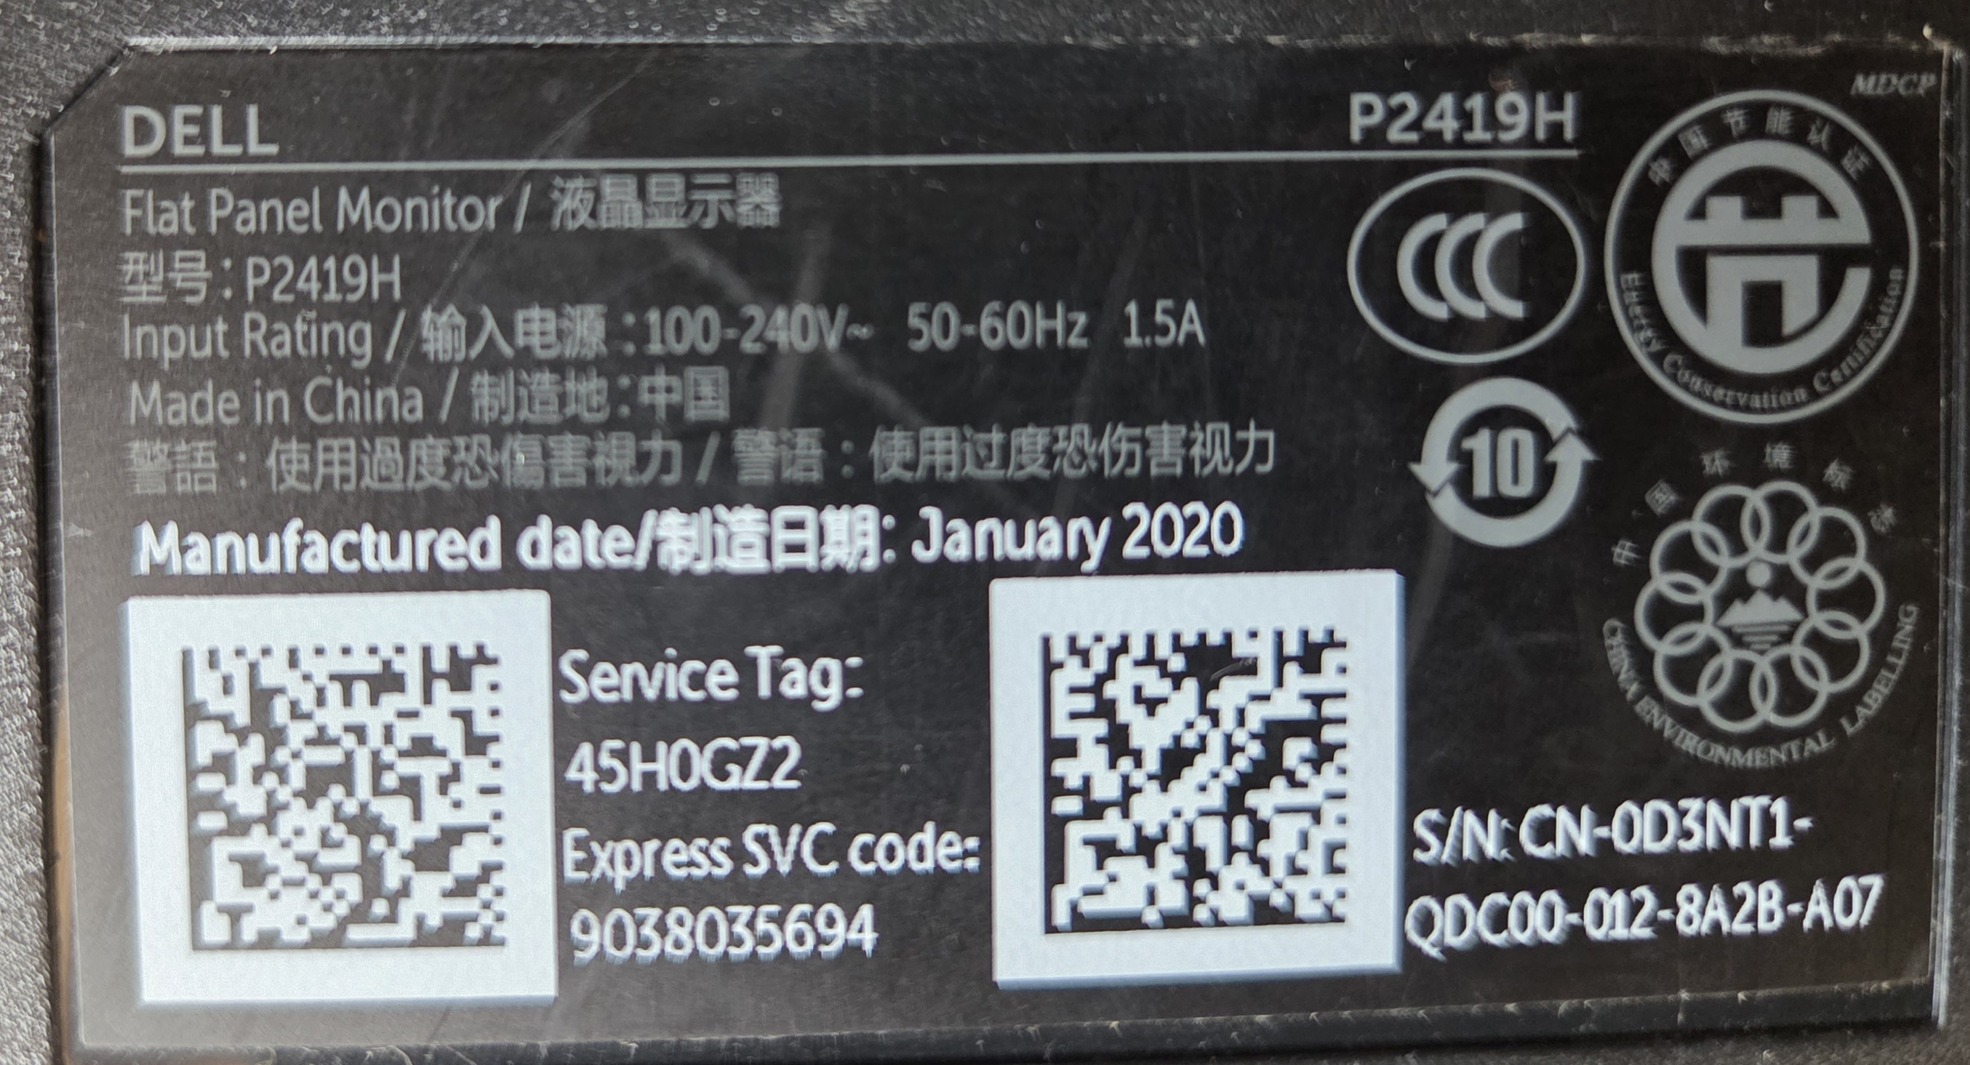 MDCP
DELL
P2419H
Flat Panel Monitor / 液晶显示器
型号: P2419H
Input Rating / 输入电源 :100-240V~ 50-60Hz 1.5A
Made in China / 制造地:中国
警語：使用過度恐傷害視力 / 警语：使用过度恐伤害视力
Manufactured date/制造日期: January 2020
Service Tag:
45H0GZ2
Express SVC code:
9038035694
S/N: CN-0D3NT1-
QDC00-012-8A2B-A07
CCC
中国节能认证
Energy Conservation Certification
10
中国环境标志
CHINA ENVIRONMENTAL LABELLING